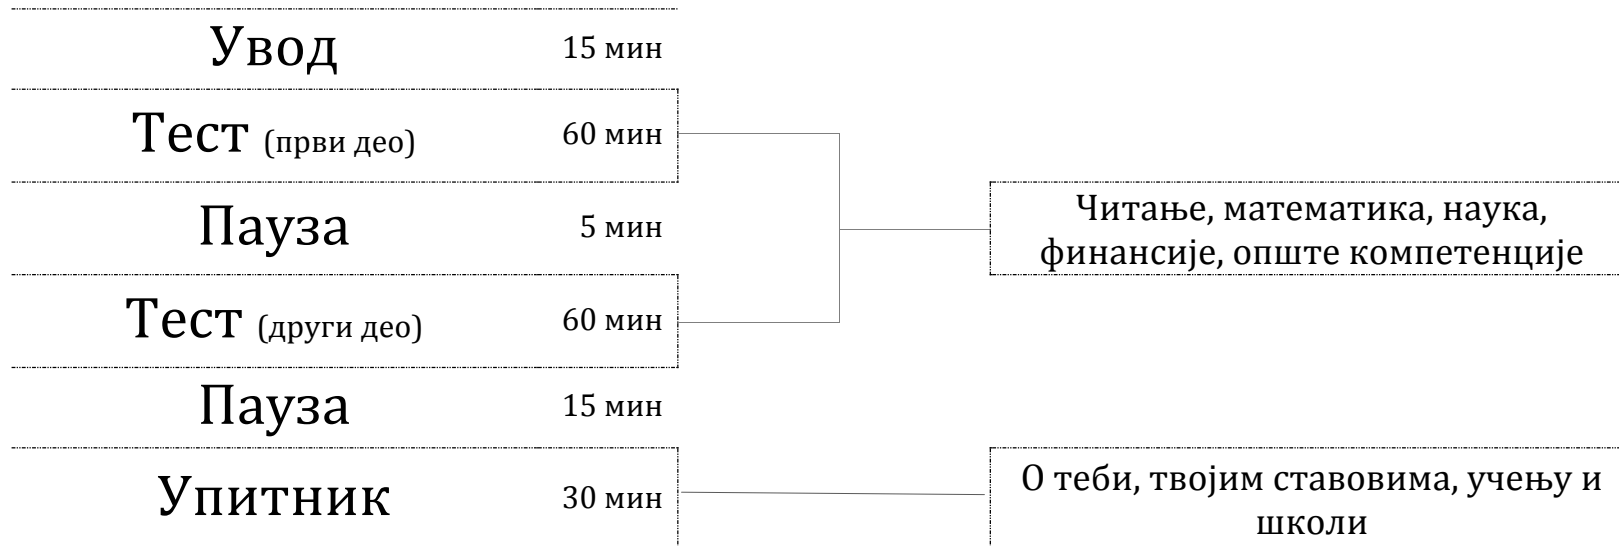 Увод 15 мин
Тест (први део) 60 мин
Пауза 5 мин
Читање, математика, наука,
финансије, опште компетенције
Тест (други део) 60 мин
Пауза 15 мин
Упитник 30 мин
О теби, твојим ставовима, учењу и
школи